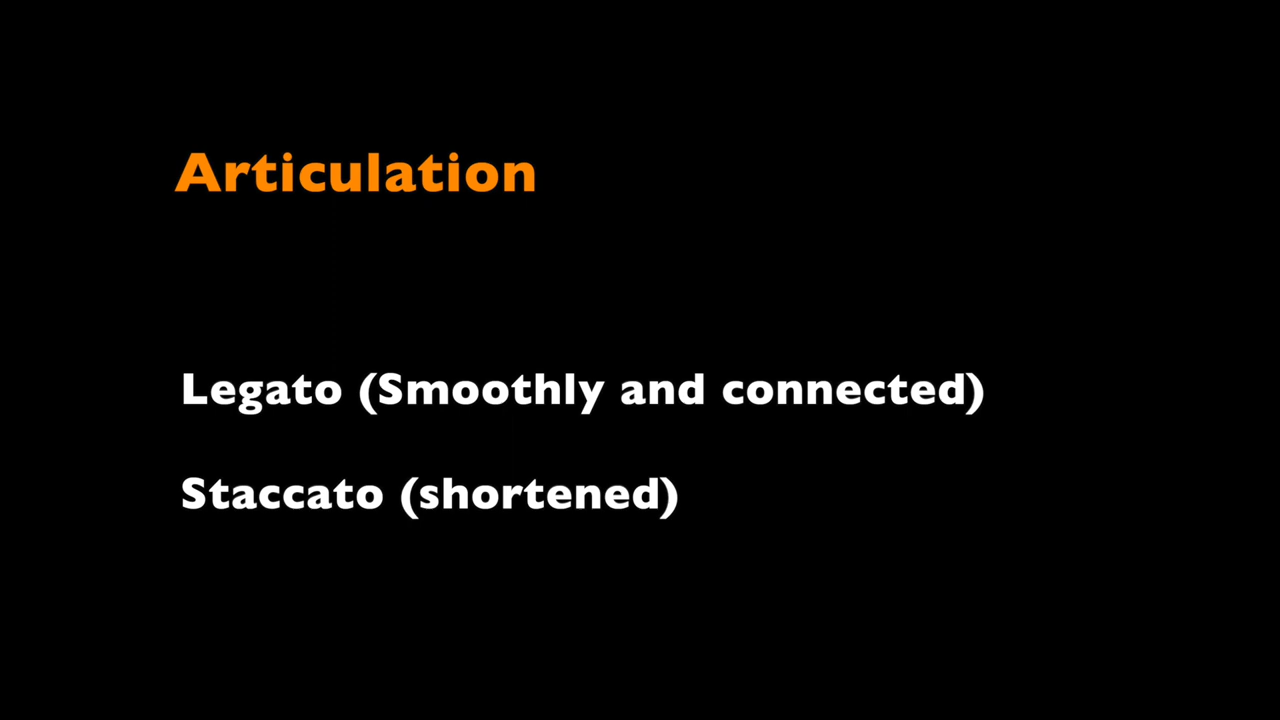 Articulation
Legato (Smoothly and connected)
Staccato (shortened)